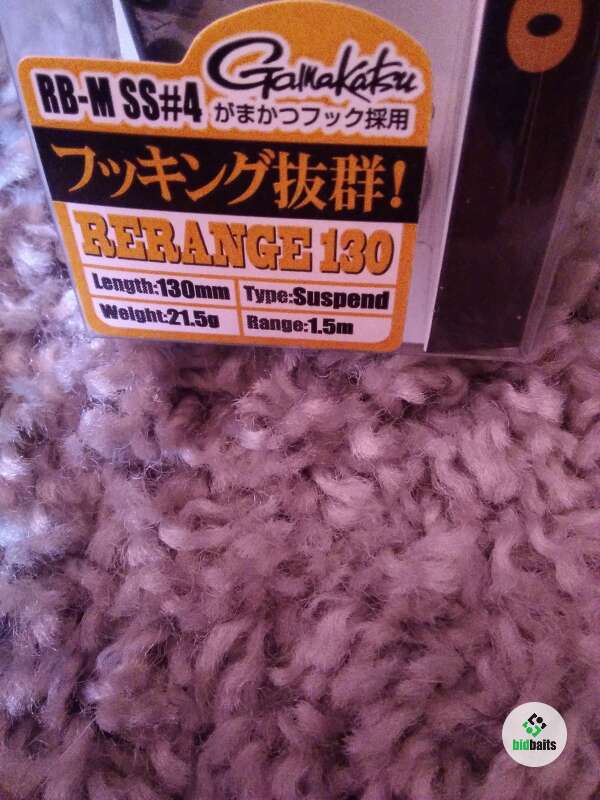 Gamakatsu
RB-M SS#4
がまかつフック採用
フッキング抜群!
RERANGE 130
Length:130mm
Type:Suspend
Weight:21.5g
Range:1.5m
bidbaits